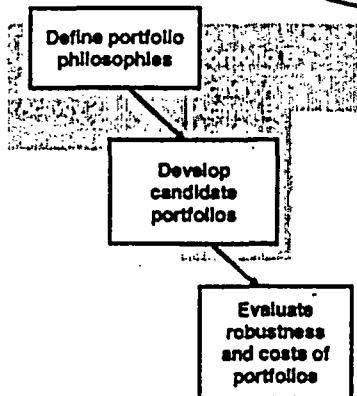 Define portfolio
philosophies
Develop
candidate
portfolios
Evaluate
robustness
and costs of
portfolios